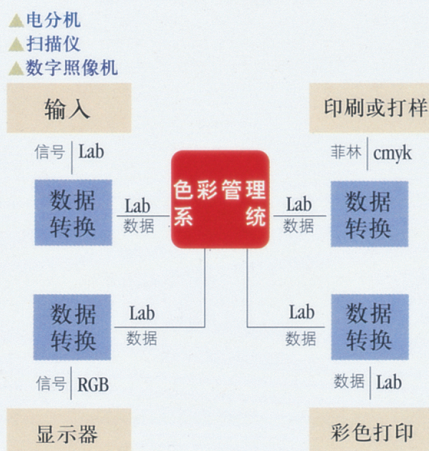 ▲电分机
▲扫描仪
▲数字照像机
输入
印刷或打样
信号 Lab
菲林 cmyk
数据
转换
Lab
数据
色彩管理
系统
Lab
数据
数据
转换
数据
转换
Lab
数据
Lab
数据
数据
转换
信号 RGB
数据 Lab
显示器
彩色打印